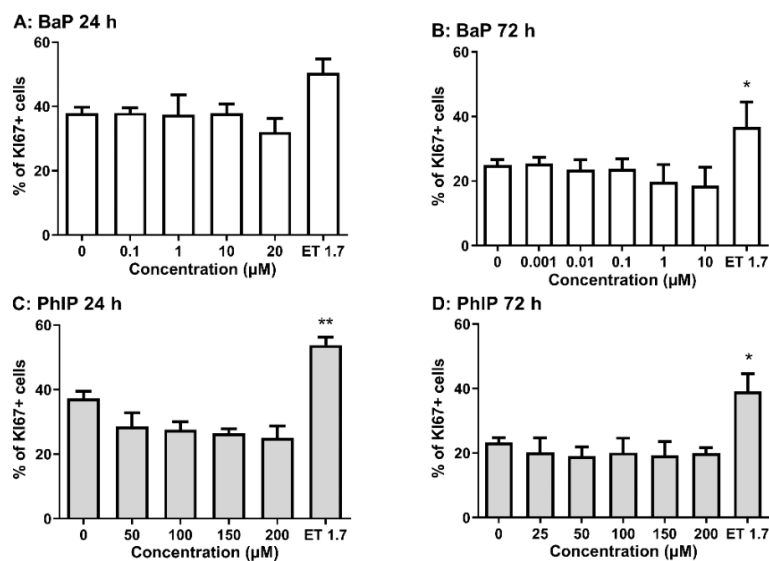 A: BaP 24 h
% of KI67+ cells
60
40
20
0
0 0.1 1 10 20 ET 1.7
Concentration (µM)
B: BaP 72 h
% of KI67+ cells
60
40
20
0
*
0 0.001 0.01 0.1 1 10 ET 1.7
Concentration (µM)
C: PhIP 24 h
% of KI67+ cells
60
40
20
0
**
0 50 100 150 200 ET 1.7
Concentration (µM)
D: PhIP 72 h
% of KI67+ cells
60
40
20
0
*
0 25 50 100 150 200 ET 1.7
Concentration (µM)